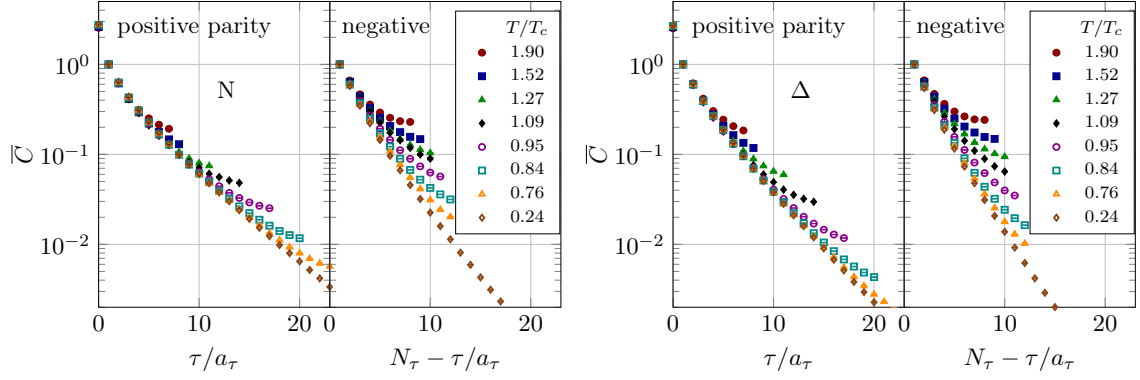 positive parity
negative
N
T/T_c
1.90
1.52
1.27
1.09
0.95
0.84
0.76
0.24
10^0
10^{-1}
10^{-2}
\overline{C}
0 10 20
10 20
τ/a_τ
N_τ − τ/a_τ
positive parity
negative
Δ
T/T_c
1.90
1.52
1.27
1.09
0.95
0.84
0.76
0.24
10^0
10^{-1}
10^{-2}
\overline{C}
0 10 20
10 20
τ/a_τ
N_τ − τ/a_τ